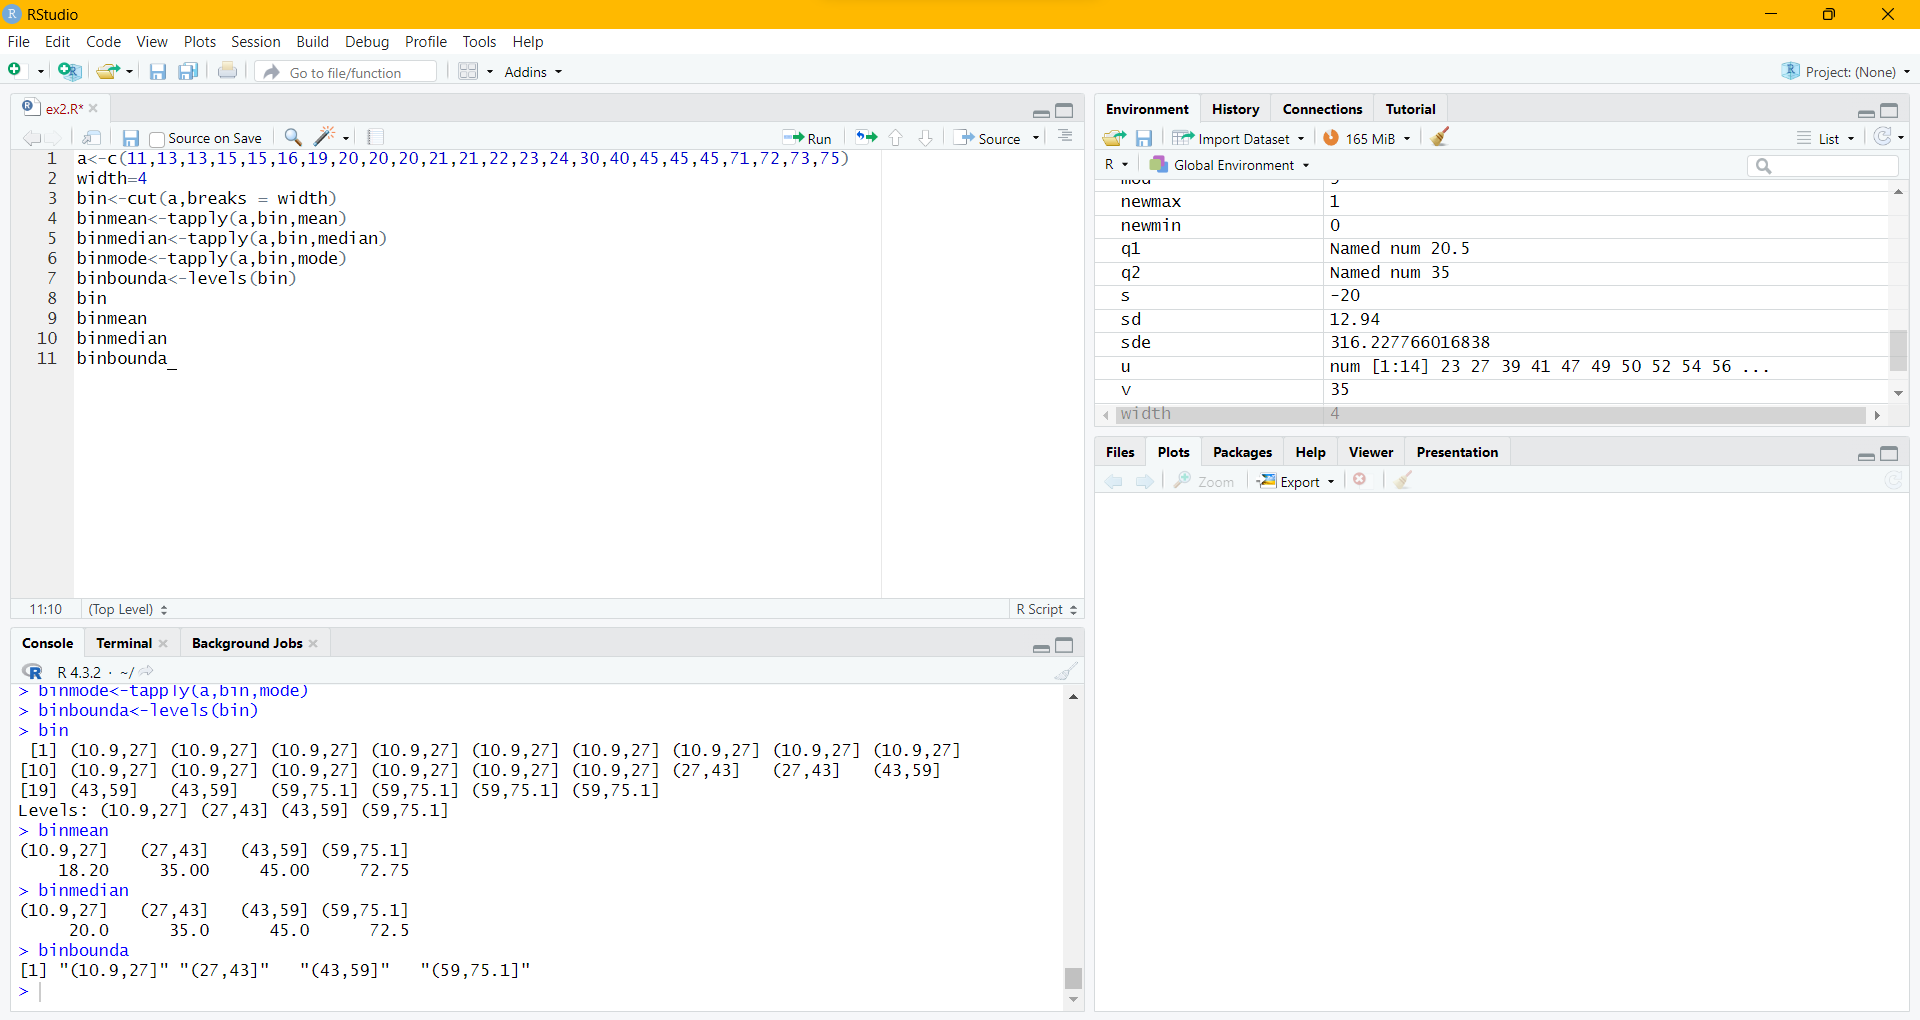 RStudio
File Edit Code View Plots Session Build Debug Profile Tools Help
Go to file/function Addins Project: (None)
ex2.R*
Source on Save Run Source
1 a<-c(11,13,13,15,15,16,19,20,20,20,21,21,22,23,24,30,40,45,45,45,71,72,73,75)
2 width=4
3 bin<-cut(a,breaks = width)
4 binmean<-tapply(a,bin,mean)
5 binmedian<-tapply(a,bin,median)
6 binmode<-tapply(a,bin,mode)
7 binbounda<-levels(bin)
8 bin
9 binmean
10 binmedian
11 binbounda_
11:10 (Top Level) R Script
Console Terminal Background Jobs
R 4.3.2 · ~/
> binmode<-tapply(a,bin,mode)
> binbounda<-levels(bin)
> bin
[1] (10.9,27] (10.9,27] (10.9,27] (10.9,27] (10.9,27] (10.9,27] (10.9,27] (10.9,27] (10.9,27]
[10] (10.9,27] (10.9,27] (10.9,27] (10.9,27] (10.9,27] (10.9,27] (27,43] (27,43] (43,59]
[19] (43,59] (43,59] (59,75.1] (59,75.1] (59,75.1] (59,75.1]
Levels: (10.9,27] (27,43] (43,59] (59,75.1]
> binmean
(10.9,27] (27,43] (43,59] (59,75.1]
18.20 35.00 45.00 72.75
> binmedian
(10.9,27] (27,43] (43,59] (59,75.1]
20.0 35.0 45.0 72.5
> binbounda
[1] "(10.9,27]" "(27,43]" "(43,59]" "(59,75.1]"
>
Environment History Connections Tutorial
Import Dataset 165 MiB List
R Global Environment
newmax 1
newmin 0
q1 Named num 20.5
q2 Named num 35
s -20
sd 12.94
sde 316.227766016838
u num [1:14] 23 27 39 41 47 49 50 52 54 56 ...
v 35
width 4
Files Plots Packages Help Viewer Presentation
Zoom Export